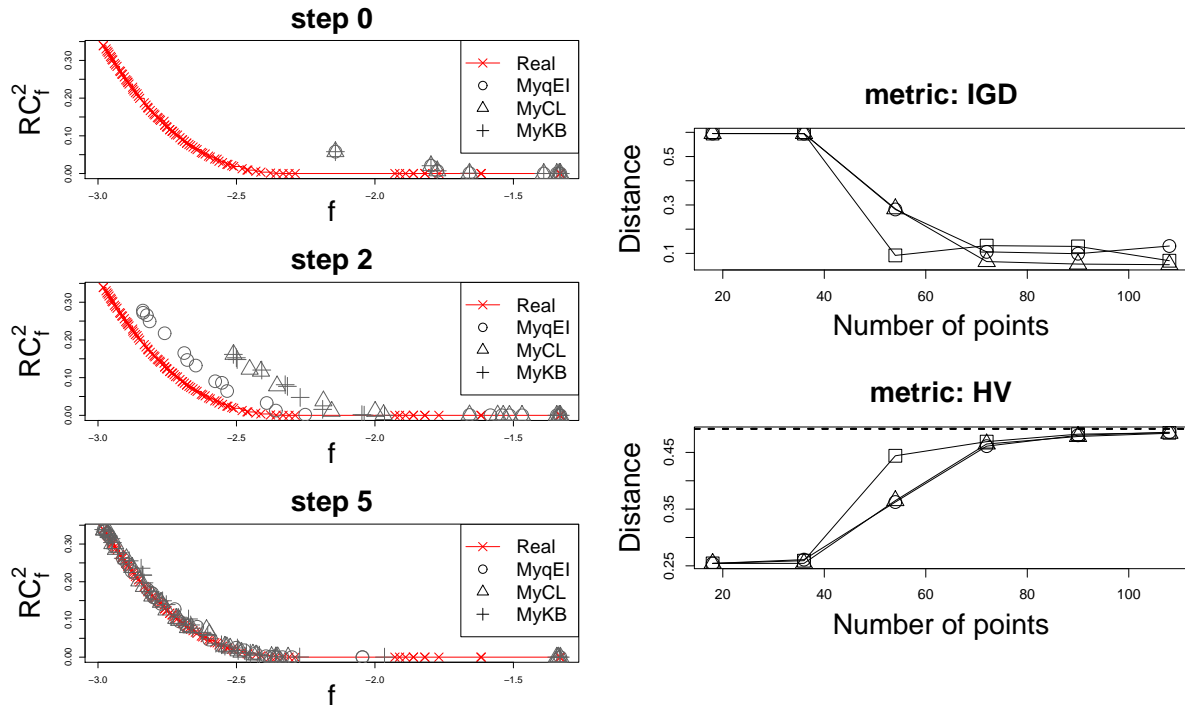 step 0
RC_f^2
0.00 0.10 0.20 0.30
−3.0 −2.5 −2.0 −1.5
f
Real
MyqEI
MyCL
MyKB
step 2
RC_f^2
0.00 0.10 0.20 0.30
−3.0 −2.5 −2.0 −1.5
f
Real
MyqEI
MyCL
MyKB
step 5
RC_f^2
0.00 0.10 0.20 0.30
−3.0 −2.5 −2.0 −1.5
f
Real
MyqEI
MyCL
MyKB
metric: IGD
Distance
0.1 0.3 0.5
20 40 60 80 100
Number of points
metric: HV
Distance
0.25 0.35 0.45
20 40 60 80 100
Number of points